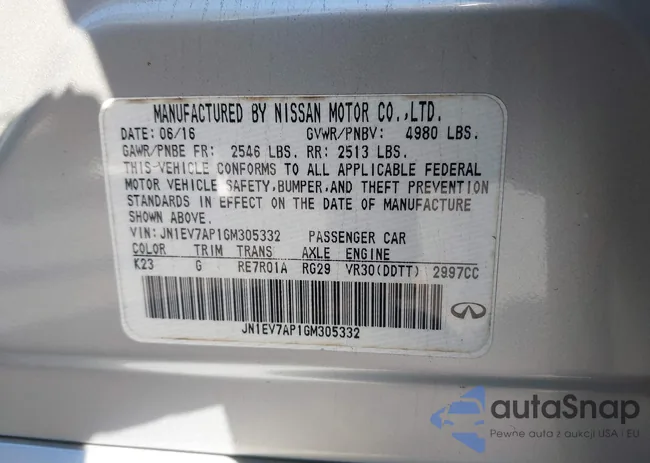 MANUFACTURED BY NISSAN MOTOR CO.,LTD.
DATE: 06/16 GVWR/PNBV: 4980 LBS.
GAWR/PNBE FR: 2546 LBS. RR: 2513 LBS.
THIS VEHICLE CONFORMS TO ALL APPLICABLE FEDERAL
MOTOR VEHICLE SAFETY,BUMPER,AND THEFT PREVENTION
STANDARDS IN EFFECT ON THE DATE OF MANUFACTURE
SHOWN ABOVE.
VIN: JN1EV7AP1GM305332 PASSENGER CAR
COLOR TRIM TRANS AXLE ENGINE
K23 G RE7R01A RG29 VR30(DDTT) 2997CC
JN1EV7AP1GM305332
autaSnap
Pewne auta z aukcji USA i EU